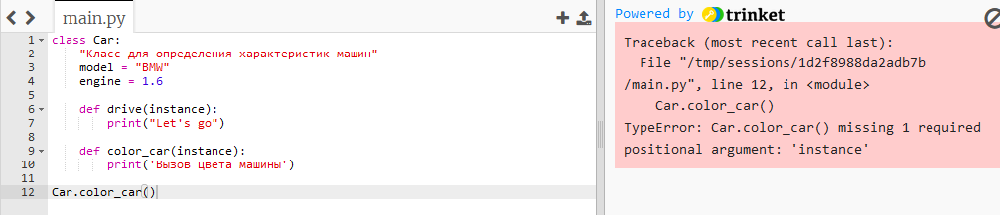 main.py
1 class Car:
2 "Класс для определения характеристик машин"
3 model = "BMW"
4 engine = 1.6
5
6 def drive(instance):
7 print("Let's go")
8
9 def color_car(instance):
10 print('Вызов цвета машины')
11
12 Car.color_car()
Powered by trinket
Traceback (most recent call last):
File "/tmp/sessions/1d2f8988da2adb7b
/main.py", line 12, in <module>
Car.color_car()
TypeError: Car.color_car() missing 1 required
positional argument: 'instance'